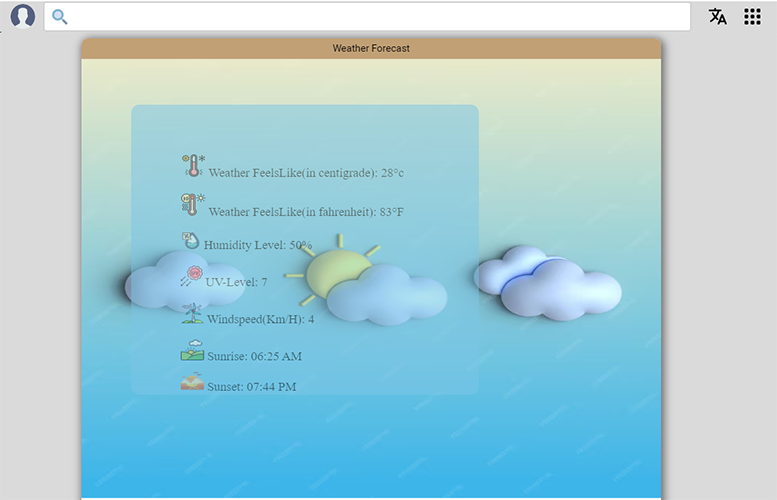 Weather Forecast
Weather FeelsLike(in centigrade): 28°c
Weather FeelsLike(in fahrenheit): 83°F
Humidity Level: 50%
UV-Level: 7
Windspeed(Km/H): 4
Sunrise: 06:25 AM
Sunset: 07:44 PM